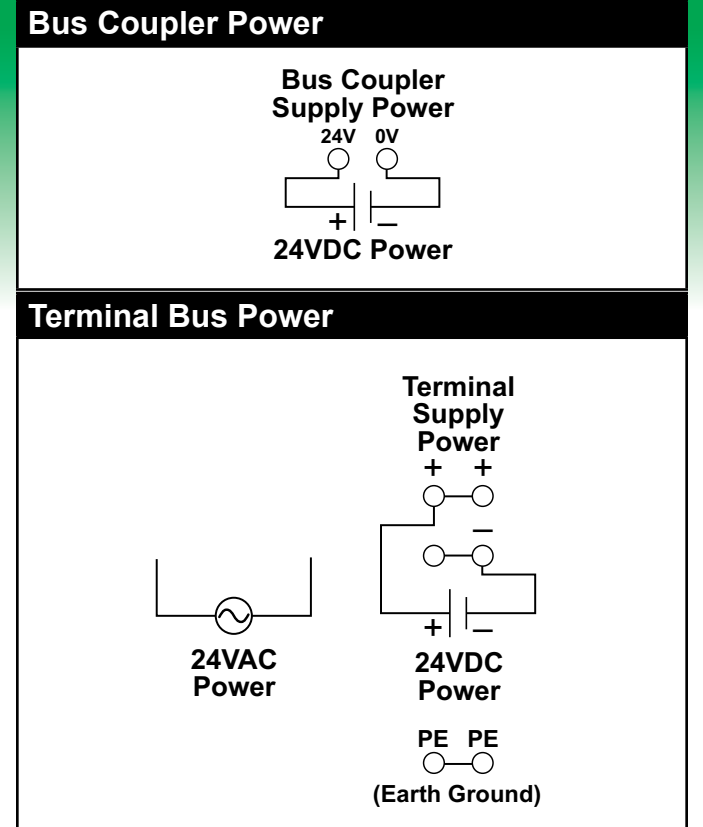 Bus Coupler Power
Bus Coupler
Supply Power
24V 0V
+ –
24VDC Power
Terminal Bus Power
Terminal
Supply
Power
+ +
–
+ –
24VAC
Power
24VDC
Power
PE PE
(Earth Ground)